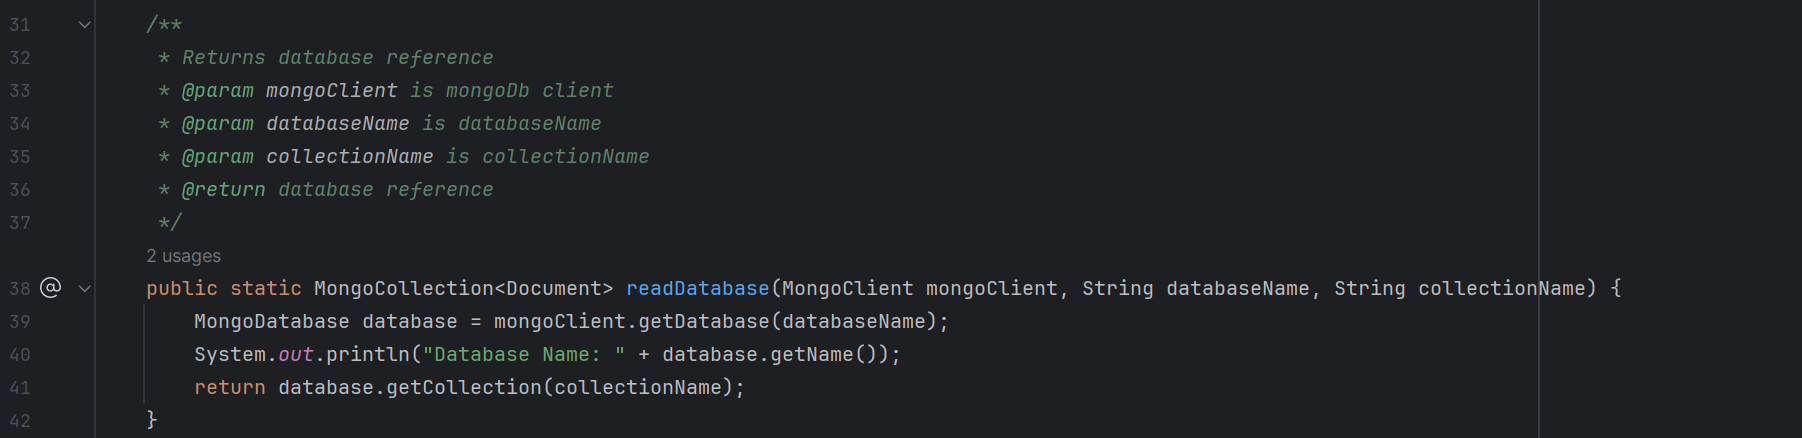 31 /**
32 * Returns database reference
33 * @param mongoClient is mongoDb client
34 * @param databaseName is databaseName
35 * @param collectionName is collectionName
36 * @return database reference
37 */
2 usages
38 @ public static MongoCollection<Document> readDatabase(MongoClient mongoClient, String databaseName, String collectionName) {
39 MongoDatabase database = mongoClient.getDatabase(databaseName);
40 System.out.println("Database Name: " + database.getName());
41 return database.getCollection(collectionName);
42 }